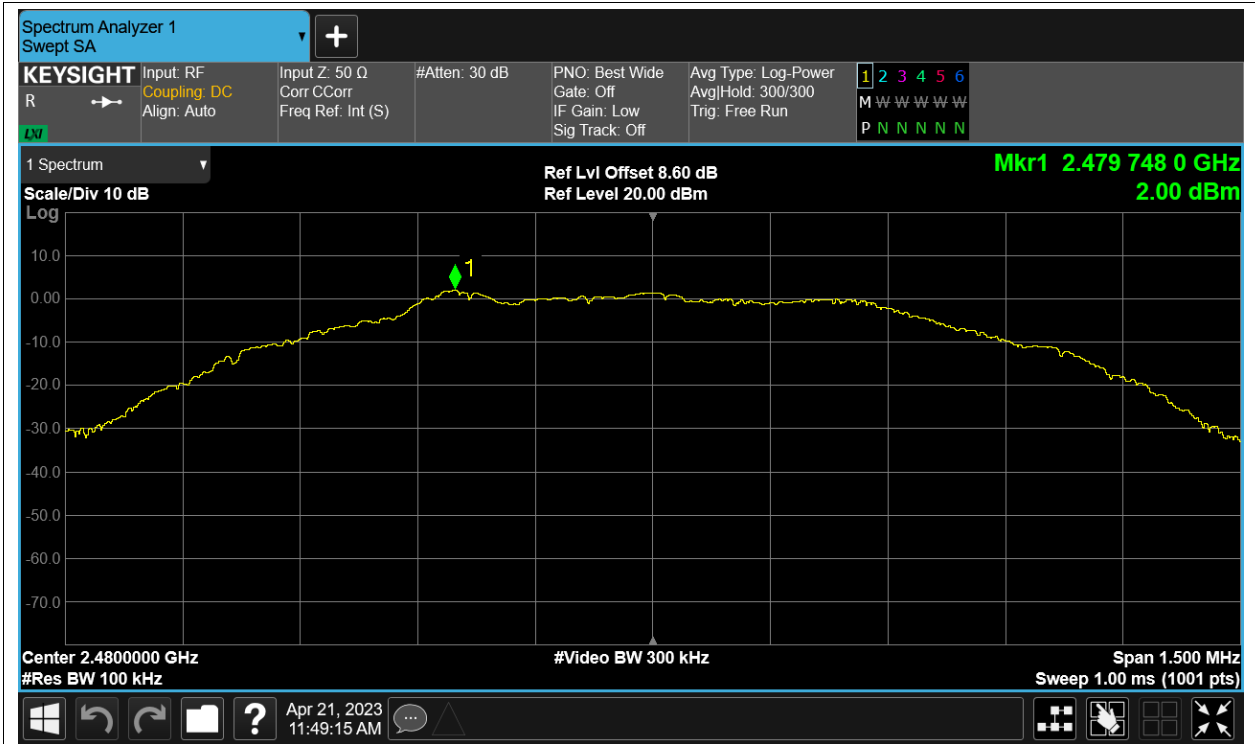 Spectrum Analyzer 1
Swept SA
KEYSIGHT
R
LXI
Input: RF
Coupling: DC
Align: Auto
Input Z: 50 Ω
Corr CCorr
Freq Ref: Int (S)
#Atten: 30 dB
PNO: Best Wide
Gate: Off
IF Gain: Low
Sig Track: Off
Avg Type: Log-Power
Avg|Hold: 300/300
Trig: Free Run
1 2 3 4 5 6
M W W W W W
P N N N N N
1 Spectrum
Scale/Div 10 dB
Log
Ref Lvl Offset 8.60 dB
Ref Level 20.00 dBm
Mkr1 2.479 748 0 GHz
2.00 dBm
1
10.0
0.00
-10.0
-20.0
-30.0
-40.0
-50.0
-60.0
-70.0
Center 2.4800000 GHz
#Res BW 100 kHz
#Video BW 300 kHz
Span 1.500 MHz
Sweep 1.00 ms (1001 pts)
?
Apr 21, 2023
11:49:15 AM